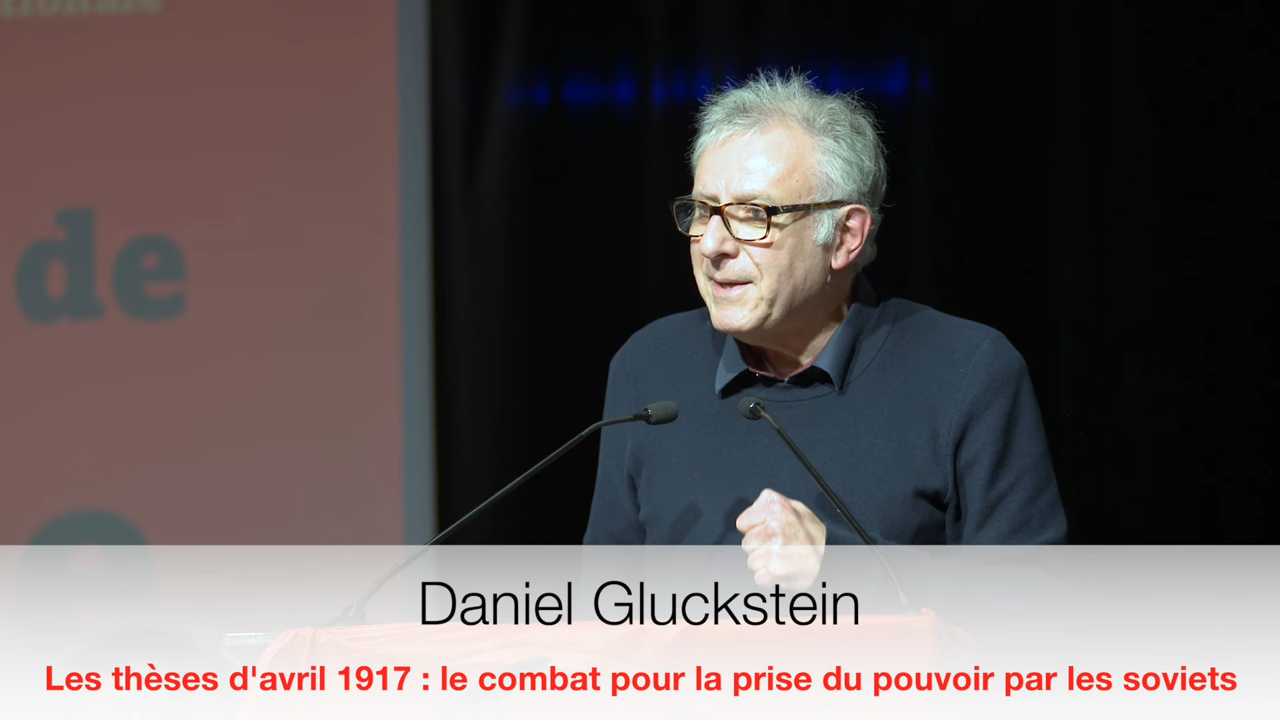 de
Daniel Gluckstein
Les thèses d'avril 1917 : le combat pour la prise du pouvoir par les soviets